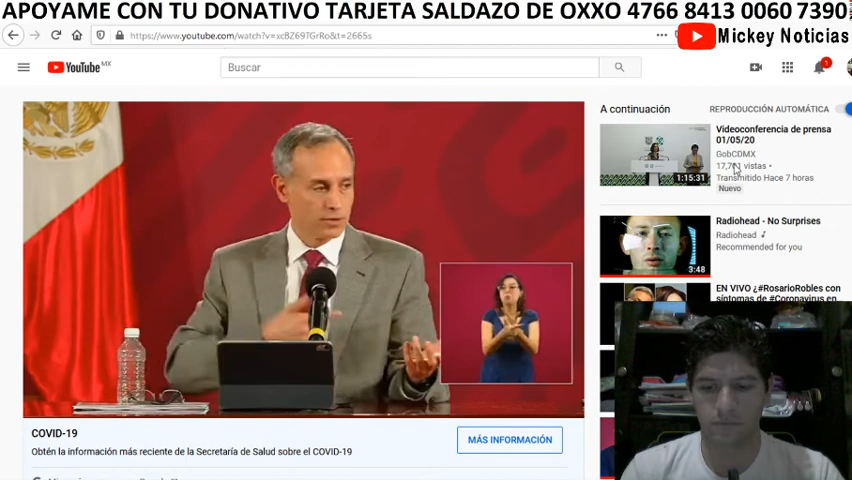 APOYAME CON TU DONATIVO TARJETA SALDAZO DE OXXO 4766 8413 0060 7390
Mickey Noticias
https://www.youtube.com/watch?v=xcBZ69TGrRo&t=2665s
YouTube MX
Buscar
1
A continuación
REPRODUCCIÓN AUTOMÁTICA
Videoconferencia de prensa
01/05/20
GobCDMX
vistas •
Transmitido Hace 7 horas
Nuevo
1:15:31
Radiohead - No Surprises
Radiohead
Recommended for you
3:48
EN VIVO ¿#RosarioRobles con
síntomas de #Coronavirus en
COVID-19
Obtén la información más reciente de la Secretaría de Salud sobre el COVID-19
MÁS INFORMACIÓN